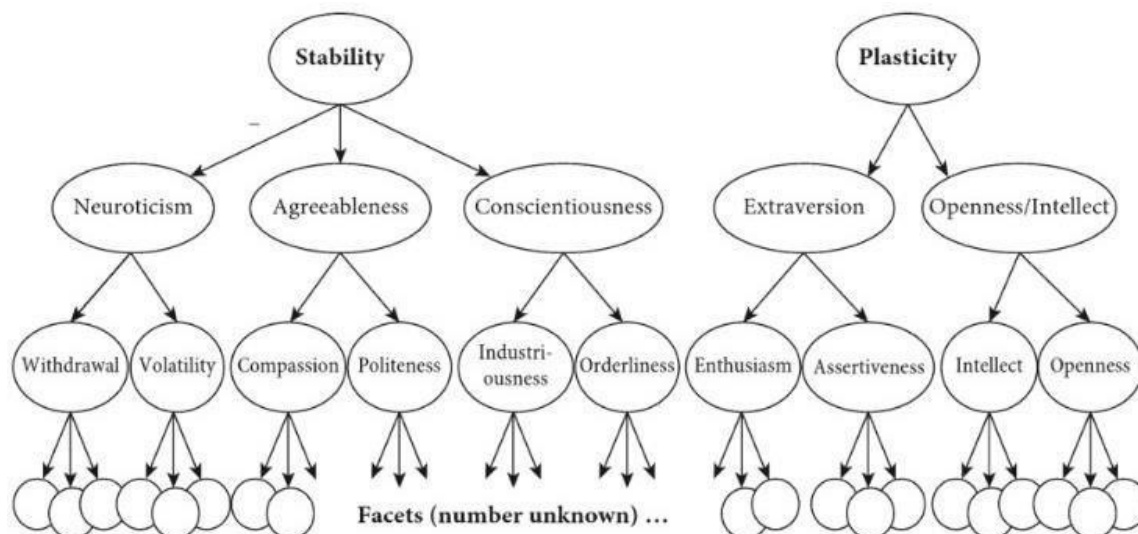 Stability
Plasticity
–
Neuroticism
Agreeableness
Conscientiousness
Extraversion
Openness/Intellect
Withdrawal
Volatility
Compassion
Politeness
Industri-
ousness
Orderliness
Enthusiasm
Assertiveness
Intellect
Openness
Facets (number unknown) ...